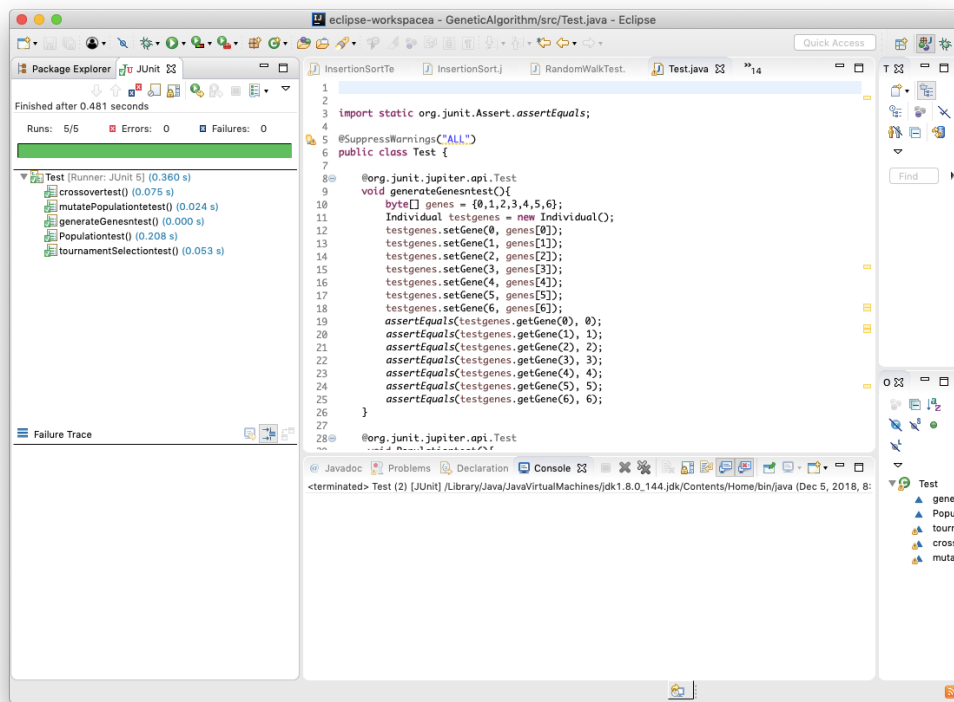 eclipse-workspacea - GeneticAlgorithm/src/Test.java - Eclipse
Quick Access
Package Explorer JUnit
Finished after 0.481 seconds
Runs: 5/5 Errors: 0 Failures: 0
Test [Runner: JUnit 5] (0.360 s)
crossovertest() (0.075 s)
mutatePopulationtetest() (0.024 s)
generateGenesntest() (0.000 s)
Populationtest() (0.208 s)
tournamentSelectiontest() (0.053 s)
Failure Trace
InsertionSortTe InsertionSort.j RandomWalkTest. Test.java »14
1
2
3 import static org.junit.Assert.assertEquals;
4
5 @SuppressWarnings("ALL")
6 public class Test {
7
8 @org.junit.jupiter.api.Test
9 void generateGenesntest(){
10 byte[] genes = {0,1,2,3,4,5,6};
11 Individual testgenes = new Individual();
12 testgenes.setGene(0, genes[0]);
13 testgenes.setGene(1, genes[1]);
14 testgenes.setGene(2, genes[2]);
15 testgenes.setGene(3, genes[3]);
16 testgenes.setGene(4, genes[4]);
17 testgenes.setGene(5, genes[5]);
18 testgenes.setGene(6, genes[6]);
19 assertEquals(testgenes.getGene(0), 0);
20 assertEquals(testgenes.getGene(1), 1);
21 assertEquals(testgenes.getGene(2), 2);
22 assertEquals(testgenes.getGene(3), 3);
23 assertEquals(testgenes.getGene(4), 4);
24 assertEquals(testgenes.getGene(5), 5);
25 assertEquals(testgenes.getGene(6), 6);
26 }
27
28 @org.junit.jupiter.api.Test
Javadoc Problems Declaration Console
<terminated> Test (2) [JUnit] /Library/Java/JavaVirtualMachines/jdk1.8.0_144.jdk/Contents/Home/bin/java (Dec 5, 2018, 8:
T
Find
O
Test
gene
Popu
tourn
cross
muta